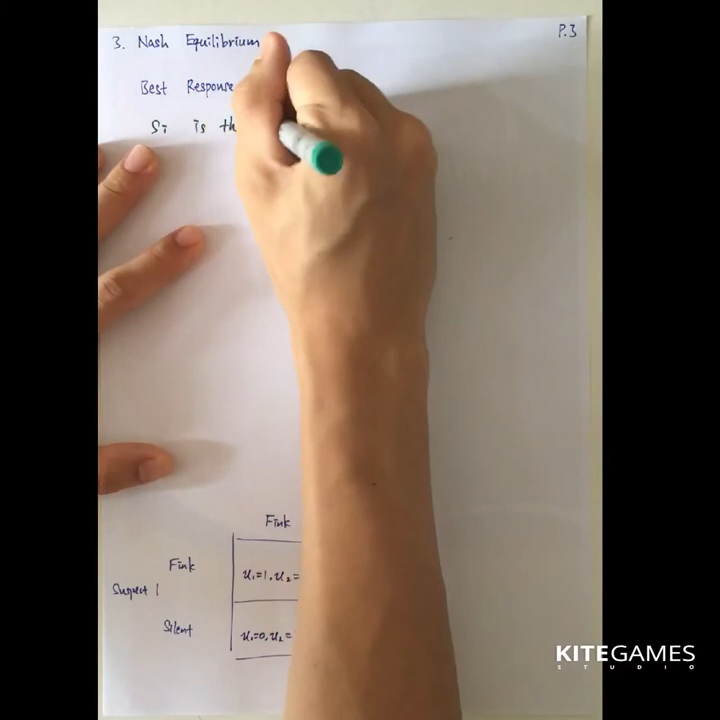 P.3
3. Nash Equilibrium
Best Response
Si is th
Fink
Fink
u₁=1, u₂=
Suspect 1
Silent
u₁=0, u₂=
KITEGAMES
STUDIO